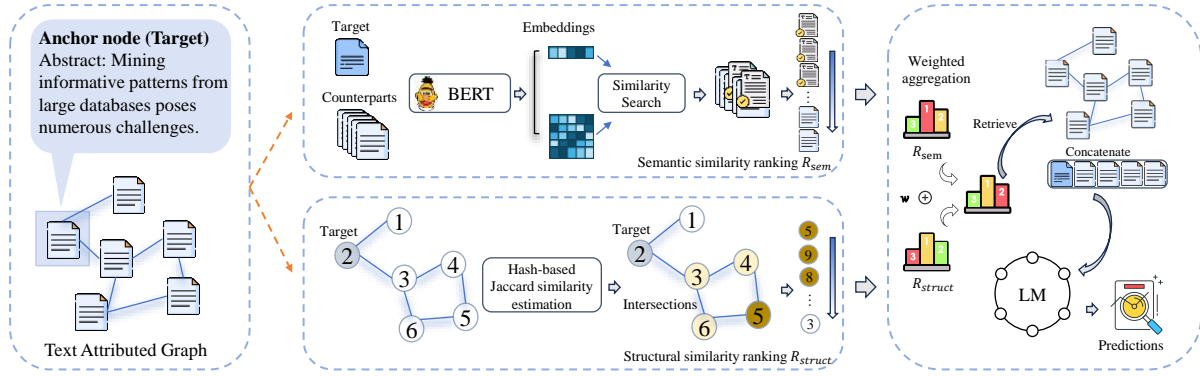 Anchor node (Target)
Abstract: Mining
informative patterns from
large databases poses
numerous challenges.
Text Attributed Graph
Target
Counterparts
BERT
Embeddings
Similarity
Search
Semantic similarity ranking R_sem
Target
1
2
3
4
5
6
Hash-based
Jaccard similarity
estimation
Target
Intersections
1
2
3
4
5
6
5
9
8
3
Structural similarity ranking R_struct
Weighted
aggregation
3 1 2
R_sem
w +
3 1 2
R_struct
3 1 2
Retrieve
Concatenate
LM
Predictions